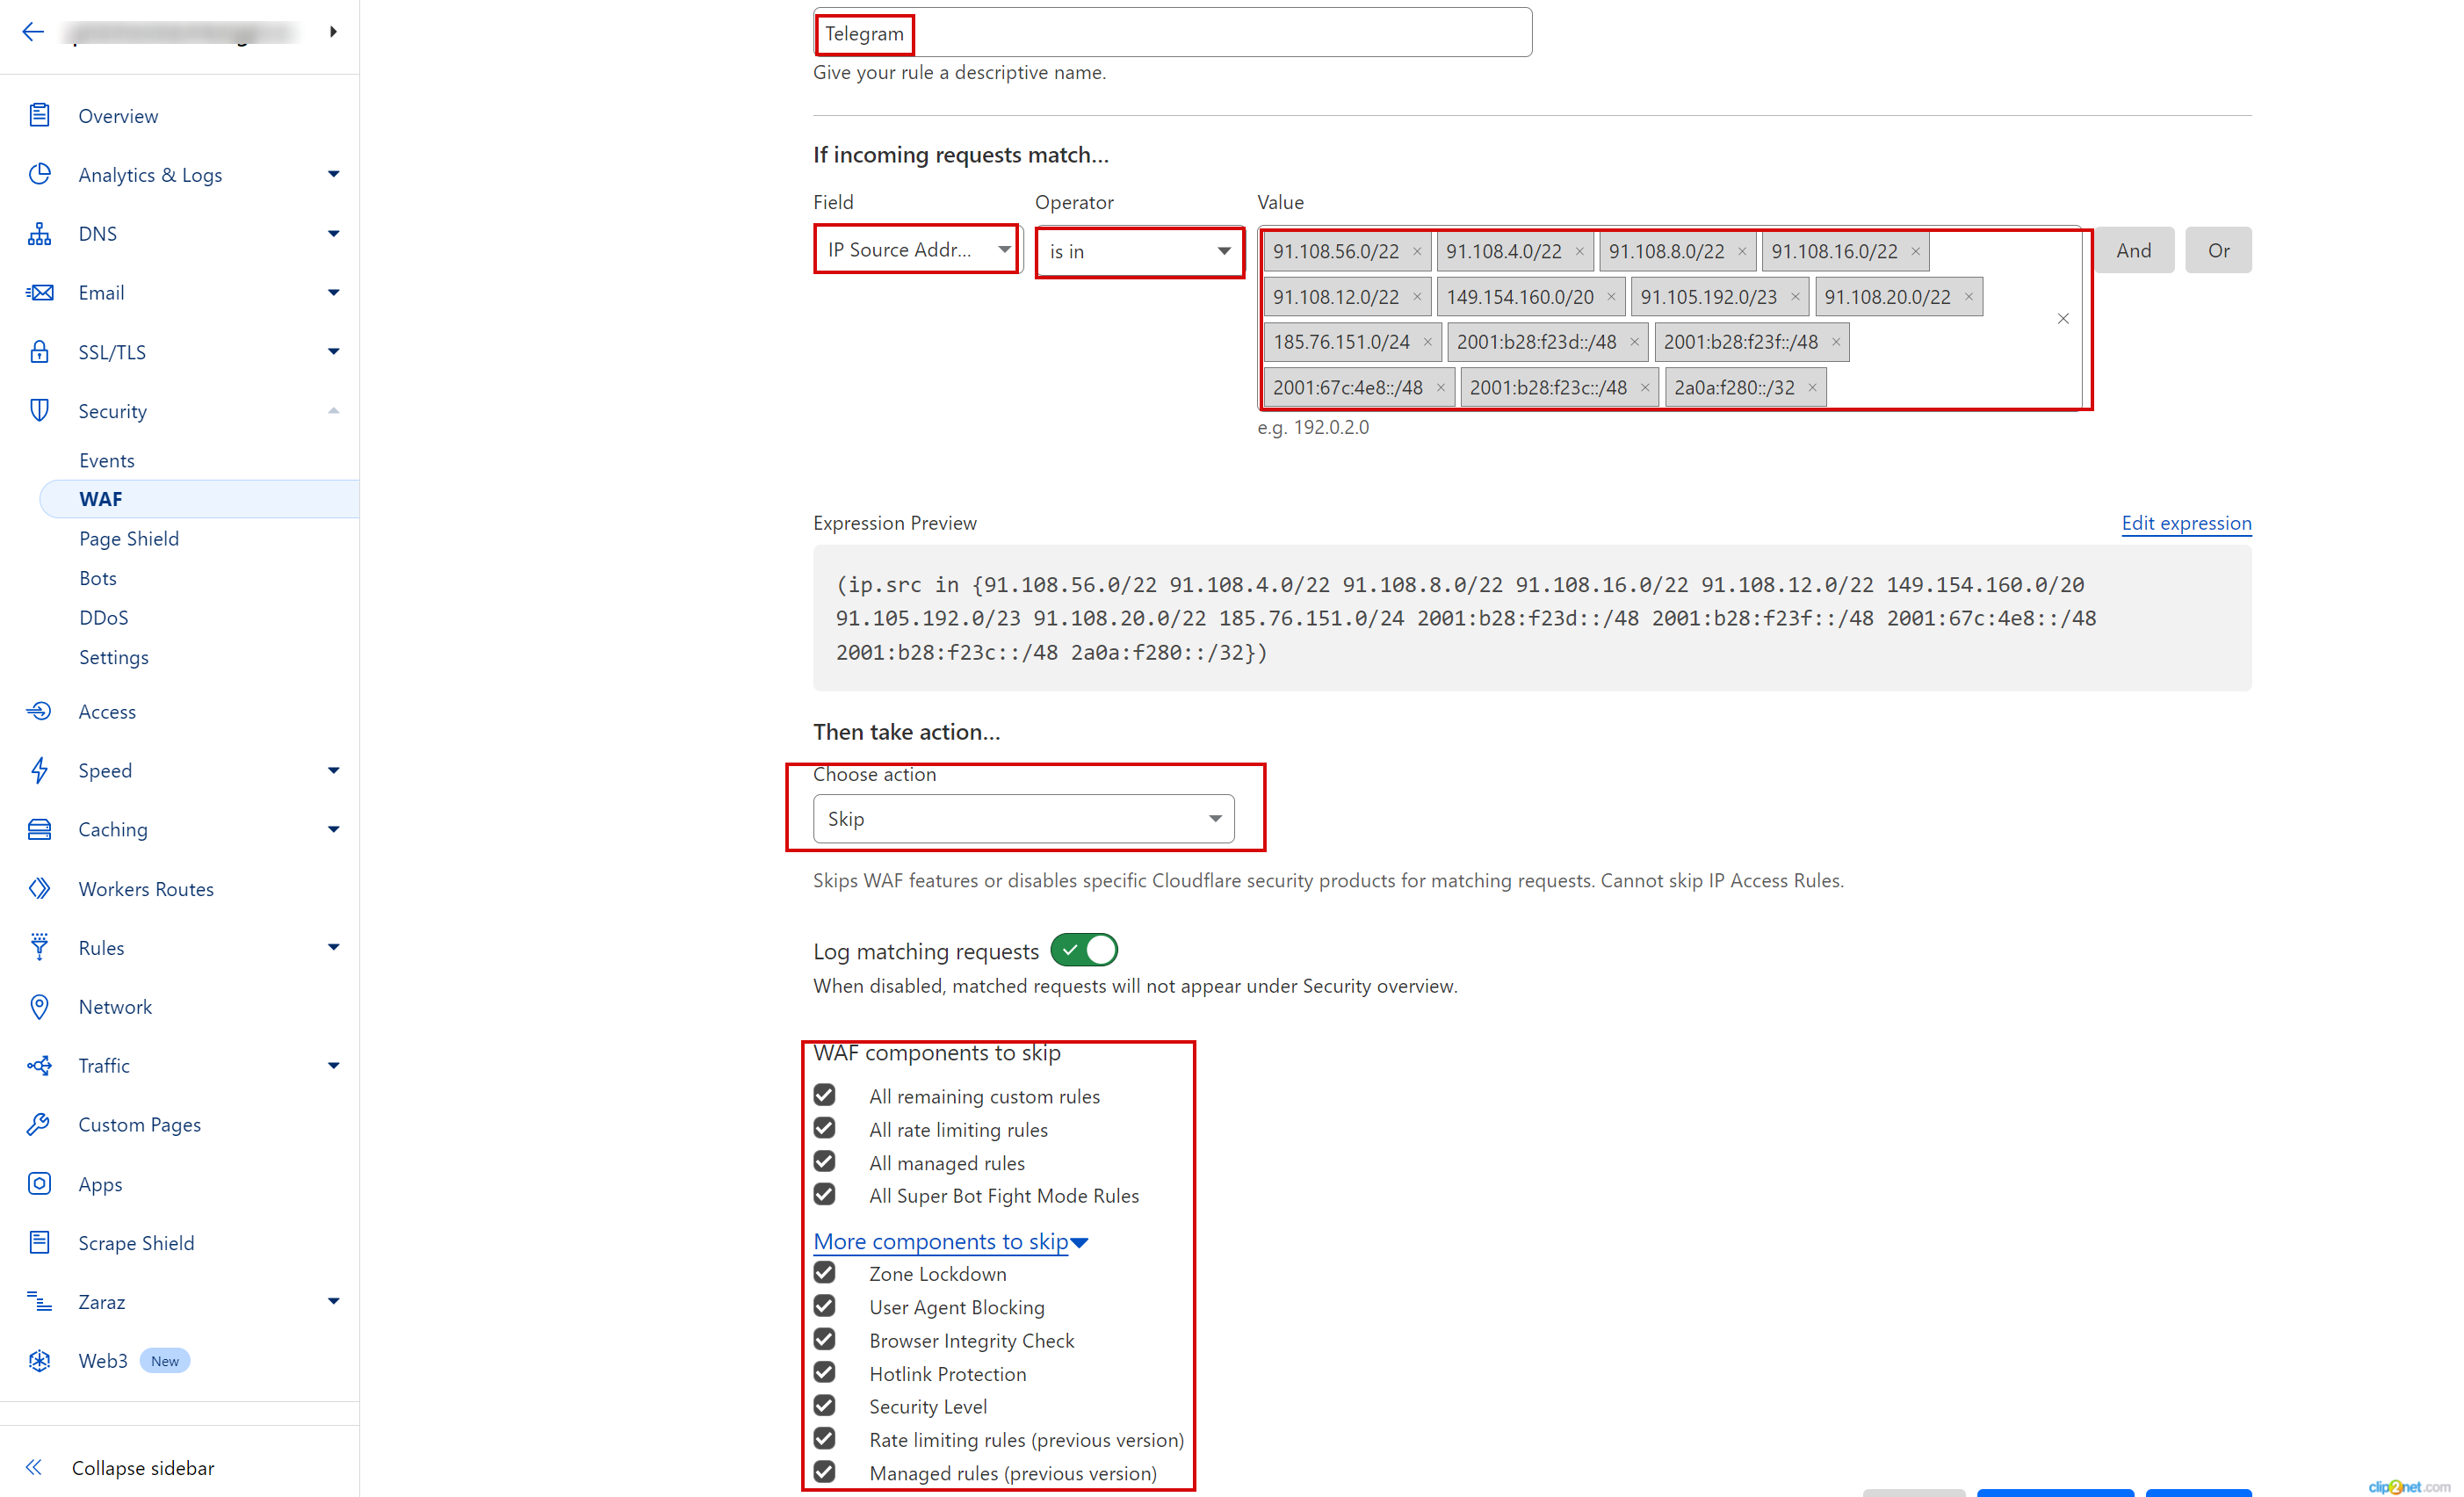 Overview
Analytics & Logs
DNS
Email
SSL/TLS
Security
Events
WAF
Page Shield
Bots
DDoS
Settings
Access
Speed
Caching
Workers Routes
Rules
Network
Traffic
Custom Pages
Apps
Scrape Shield
Zaraz
Web3 New
Collapse sidebar
Telegram
Give your rule a descriptive name.
If incoming requests match...
Field Operator Value
IP Source Addr... is in 91.108.56.0/22 × 91.108.4.0/22 × 91.108.8.0/22 × 91.108.16.0/22 × And Or
91.108.12.0/22 × 149.154.160.0/20 × 91.105.192.0/23 × 91.108.20.0/22 ×
185.76.151.0/24 × 2001:b28:f23d::/48 × 2001:b28:f23f::/48 ×
2001:67c:4e8::/48 × 2001:b28:f23c::/48 × 2a0a:f280::/32 ×
e.g. 192.0.2.0
Expression Preview Edit expression
(ip.src in {91.108.56.0/22 91.108.4.0/22 91.108.8.0/22 91.108.16.0/22 91.108.12.0/22 149.154.160.0/20
91.105.192.0/23 91.108.20.0/22 185.76.151.0/24 2001:b28:f23d::/48 2001:b28:f23f::/48 2001:67c:4e8::/48
2001:b28:f23c::/48 2a0a:f280::/32})
Then take action...
Choose action
Skip
Skips WAF features or disables specific Cloudflare security products for matching requests. Cannot skip IP Access Rules.
Log matching requests
When disabled, matched requests will not appear under Security overview.
WAF components to skip
All remaining custom rules
All rate limiting rules
All managed rules
All Super Bot Fight Mode Rules
More components to skip
Zone Lockdown
User Agent Blocking
Browser Integrity Check
Hotlink Protection
Security Level
Rate limiting rules (previous version)
Managed rules (previous version)
clip2net.com